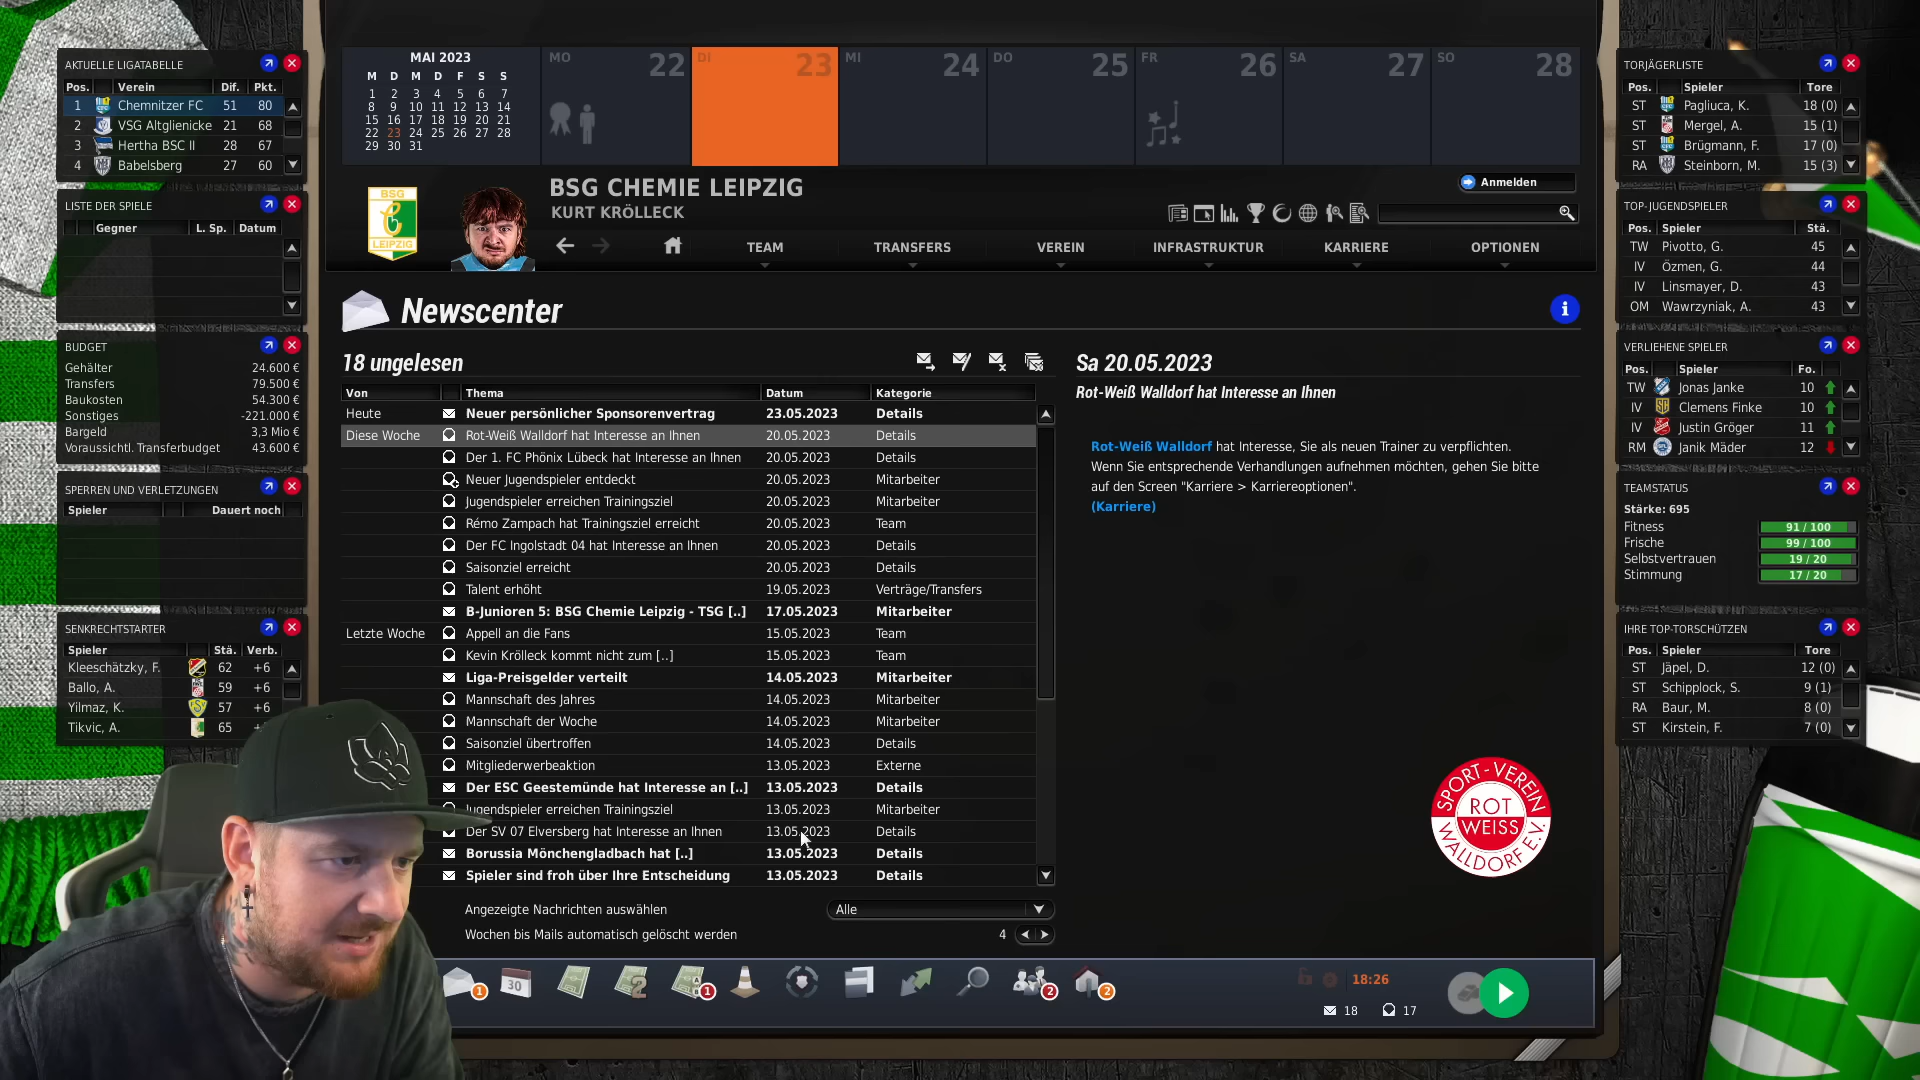 AKTUELLE LIGATABELLE
Pos. Verein Dif. Pkt.
1 Chemnitzer FC 51 80
2 VSG Altglienicke 21 68
3 Hertha BSC II 28 67
4 Babelsberg 27 60
LISTE DER SPIELE
Gegner L. Sp. Datum
BUDGET
Gehälter 24.600 €
Transfers 79.500 €
Baukosten 54.300 €
Sonstiges -221.000 €
Bargeld 3,3 Mio €
Voraussichtl. Transferbudget 43.600 €
SPERREN UND VERLETZUNGEN
Spieler Dauert noch
SENKRECHTSTARTER
Spieler Stä. Verb.
Kleeschätzky, F. 62 +6
Ballo, A. 59 +6
Yilmaz, K. 57 +6
Tikvic, A. 65
MAI 2023
M D M D F S S
1 2 3 4 5 6 7
8 9 10 11 12 13 14
15 16 17 18 19 20 21
22 23 24 25 26 27 28
29 30 31
MO 22
DI 23
MI 24
DO 25
FR 26
SA 27
SO 28
BSG
LEIPZIG
BSG CHEMIE LEIPZIG
KURT KRÖLLECK
Anmelden
TEAM TRANSFERS VEREIN INFRASTRUKTUR KARRIERE OPTIONEN
Newscenter
18 ungelesen
Von Thema Datum Kategorie
Heute Neuer persönlicher Sponsorenvertrag 23.05.2023 Details
Diese Woche Rot-Weiß Walldorf hat Interesse an Ihnen 20.05.2023 Details
Der 1. FC Phönix Lübeck hat Interesse an Ihnen 20.05.2023 Details
Neuer Jugendspieler entdeckt 20.05.2023 Mitarbeiter
Jugendspieler erreichen Trainingsziel 20.05.2023 Mitarbeiter
Rémo Zampach hat Trainingsziel erreicht 20.05.2023 Team
Der FC Ingolstadt 04 hat Interesse an Ihnen 20.05.2023 Details
Saisonziel erreicht 20.05.2023 Details
Talent erhöht 19.05.2023 Verträge/Transfers
B-Junioren 5: BSG Chemie Leipzig - TSG [..] 17.05.2023 Mitarbeiter
Letzte Woche Appell an die Fans 15.05.2023 Team
Kevin Krölleck kommt nicht zum [..] 15.05.2023 Team
Liga-Preisgelder verteilt 14.05.2023 Mitarbeiter
Mannschaft des Jahres 14.05.2023 Mitarbeiter
Mannschaft der Woche 14.05.2023 Mitarbeiter
Saisonziel übertroffen 14.05.2023 Details
Mitgliederwerbeaktion 13.05.2023 Externe
Der ESC Geestemünde hat Interesse an [..] 13.05.2023 Details
Jugendspieler erreichen Trainingsziel 13.05.2023 Mitarbeiter
Der SV 07 Elversberg hat Interesse an Ihnen 13.05.2023 Details
Borussia Mönchengladbach hat [..] 13.05.2023 Details
Spieler sind froh über Ihre Entscheidung 13.05.2023 Details
Angezeigte Nachrichten auswählen Alle
Wochen bis Mails automatisch gelöscht werden 4
Sa 20.05.2023
Rot-Weiß Walldorf hat Interesse an Ihnen
Rot-Weiß Walldorf hat Interesse, Sie als neuen Trainer zu verpflichten.
Wenn Sie entsprechende Verhandlungen aufnehmen möchten, gehen Sie bitte
auf den Screen "Karriere > Karriereoptionen".
(Karriere)
SPORT-VEREIN
ROT
WEISS
WALLDORF E.V.
1 30 2 1 2 2
18:26
18 17
TORJÄGERLISTE
Pos. Spieler Tore
ST Pagliuca, K. 18 (0)
ST Mergel, A. 15 (1)
ST Brügmann, F. 17 (0)
RA Steinborn, M. 15 (3)
TOP-JUGENDSPIELER
Pos. Spieler Stä.
TW Pivotto, G. 45
IV Özmen, G. 44
IV Linsmayer, D. 43
OM Wawrzyniak, A. 43
VERLIEHENE SPIELER
Pos. Spieler Fo.
TW Jonas Janke 10
IV Clemens Finke 10
IV Justin Gröger 11
RM Janik Mäder 12
TEAMSTATUS
Stärke: 695
Fitness 91 / 100
Frische 99 / 100
Selbstvertrauen 19 / 20
Stimmung 17 / 20
IHRE TOP-TORSCHÜTZEN
Pos. Spieler Tore
ST Jäpel, D. 12 (0)
ST Schipplock, S. 9 (1)
RA Baur, M. 8 (0)
ST Kirstein, F. 7 (0)